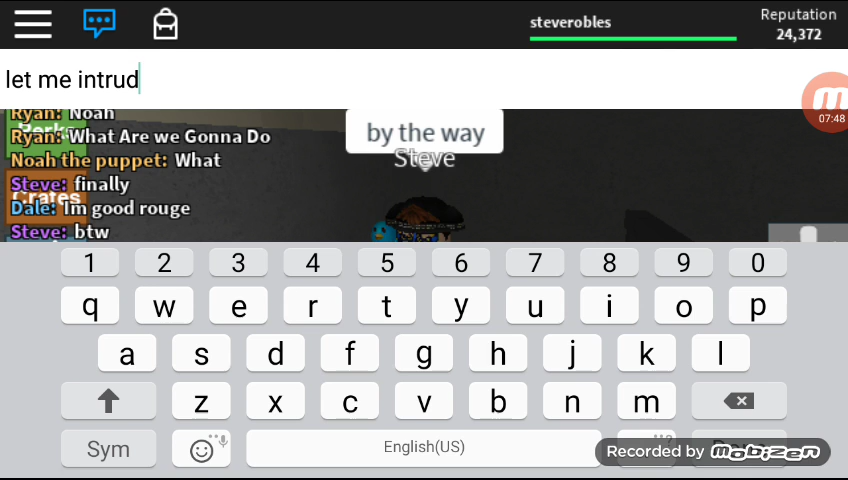 steverobles
Reputation
24,372
let me intrud
07:48
Ryan: Noah
Ryan: What Are we Gonna Do
Noah the puppet: What
Steve: finally
Crates
Dale: Im good rouge
Steve: btw
by the way
Steve
1 2 3 4 5 6 7 8 9 0
q w e r t y u i o p
a s d f g h j k l
z x c v b n m
Sym
English(US)
Recorded by mobizen